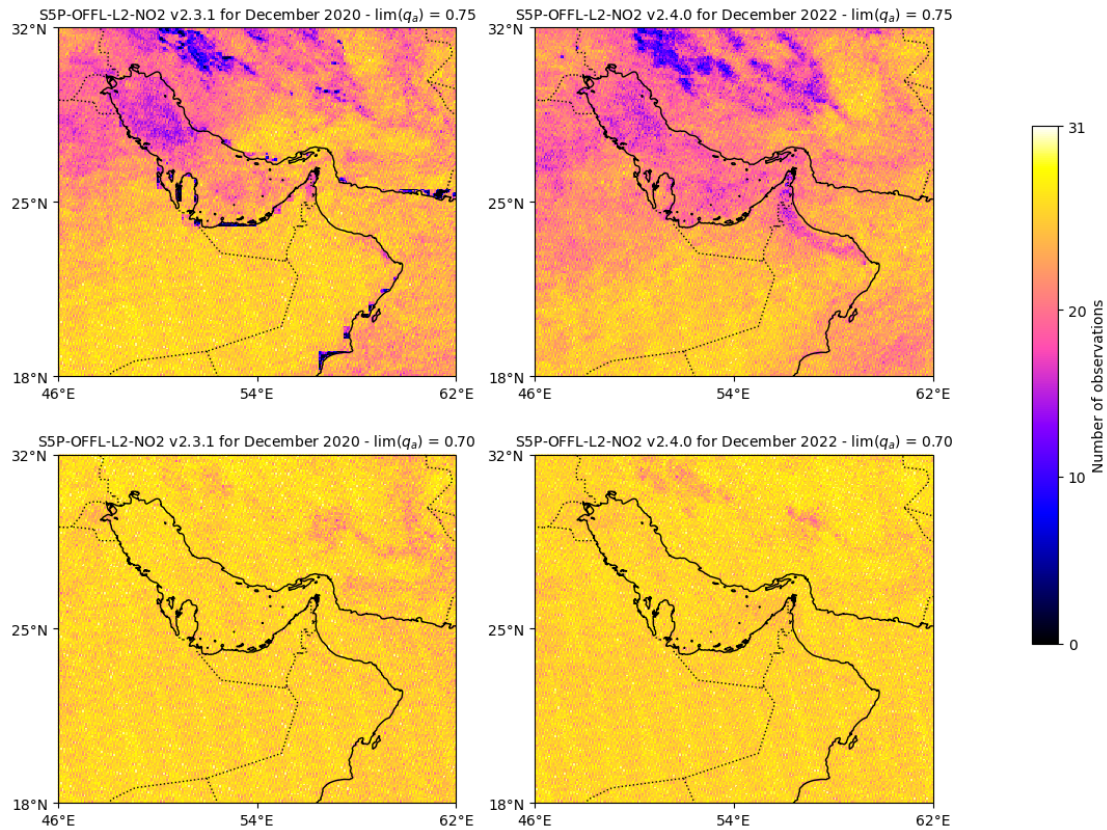 S5P-OFFL-L2-NO2 v2.3.1 for December 2020 - lim(qₐ) = 0.75
S5P-OFFL-L2-NO2 v2.4.0 for December 2022 - lim(qₐ) = 0.75
32°N
32°N
25°N
25°N
18°N
18°N
46°E
54°E
62°E
46°E
54°E
62°E
31
20
10
0
Number of observations
S5P-OFFL-L2-NO2 v2.3.1 for December 2020 - lim(qₐ) = 0.70
S5P-OFFL-L2-NO2 v2.4.0 for December 2022 - lim(qₐ) = 0.70
32°N
32°N
25°N
25°N
18°N
18°N
46°E
54°E
62°E
46°E
54°E
62°E